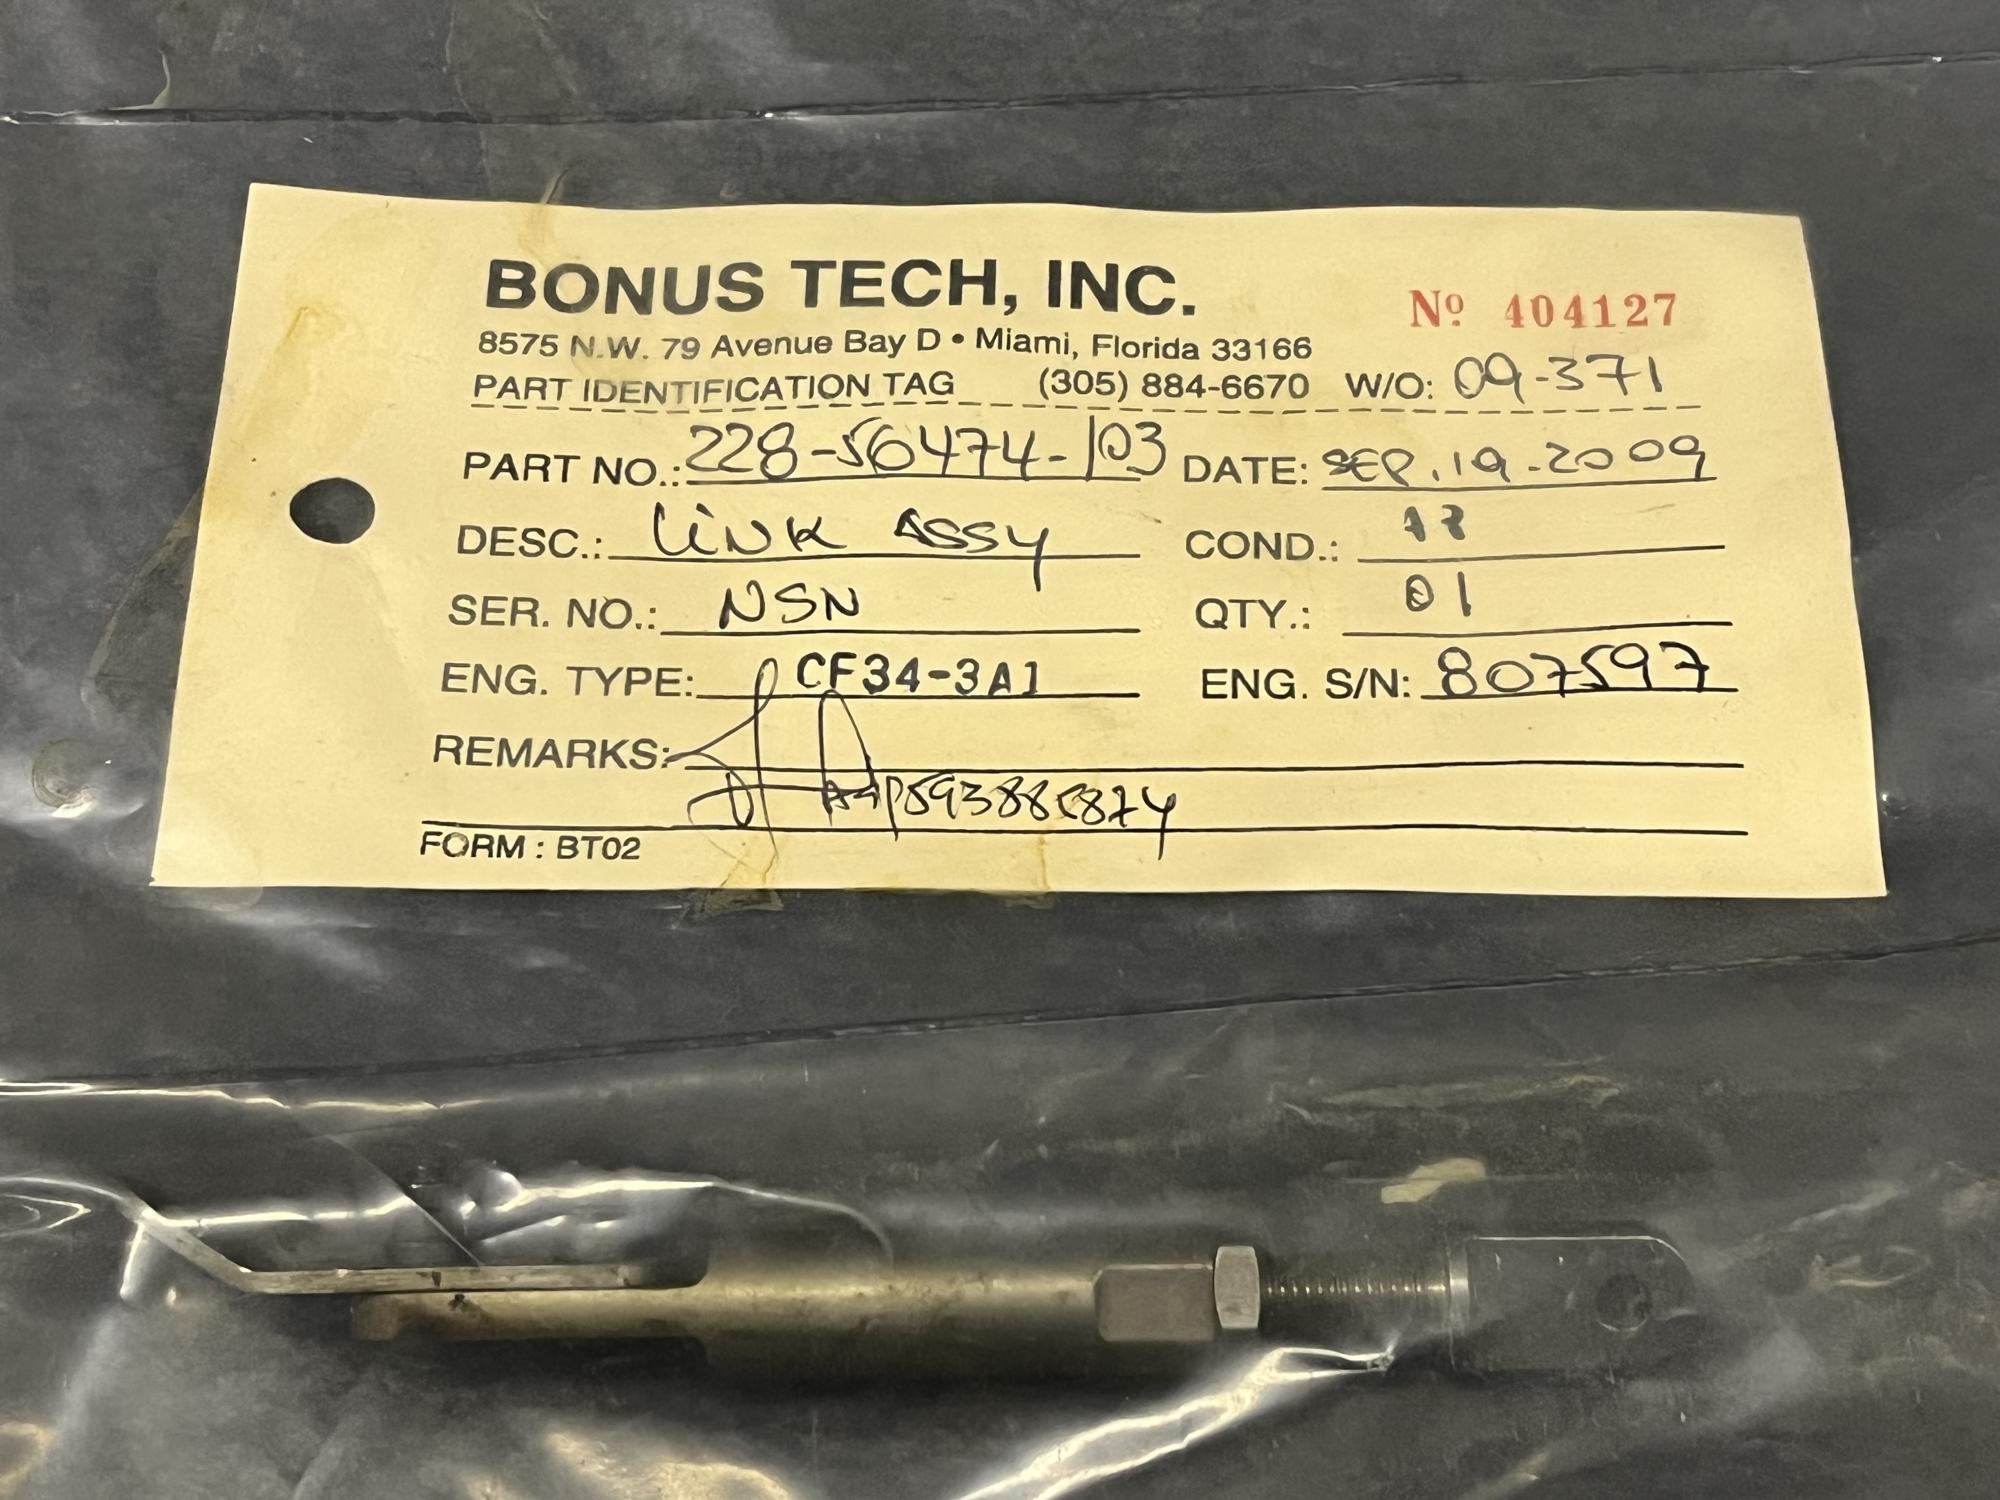 BONUS TECH, INC.
Nº 404127
8575 N.W. 79 Avenue Bay D • Miami, Florida 33166
PART IDENTIFICATION TAG (305) 884-6670 W/O: 09-371
PART NO.: 228-56474-103 DATE: SEP. 19-2009
DESC.: LINK ASSY COND.:
SER. NO.: NSN QTY.: 01
ENG. TYPE: CF34-3A1 ENG. S/N: 807597
REMARKS:
FORM : BT02